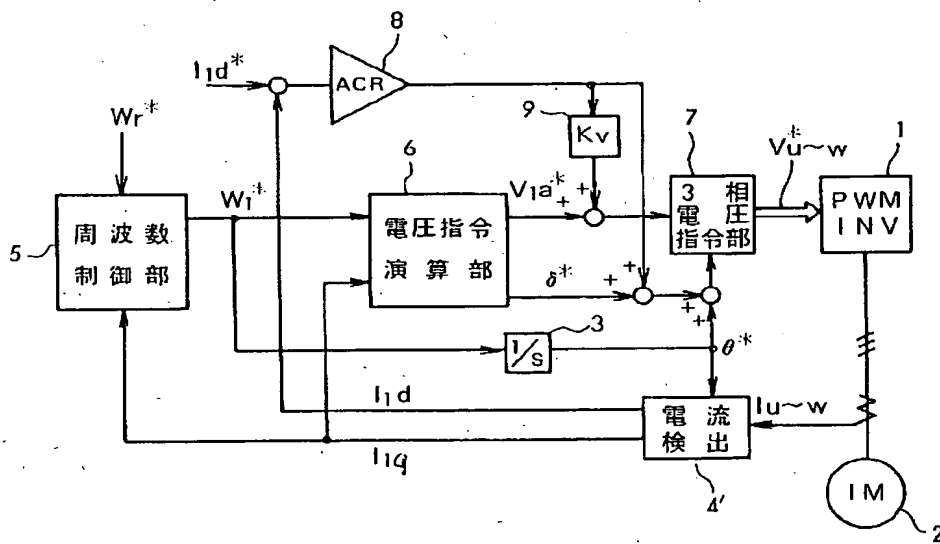 8
I1d*
ACR
Wr*
9
Kv
7
Vu*~w
1
6
W1*
V1a*
+
+
3 相
電 圧
指令部
PWM
INV
5
周波数
制御部
電圧指令
演算部
δ*
+
+
+
+
3
1/S
θ*
I1d
電 流
検 出
Iu~w
I1q
4'
IM
2